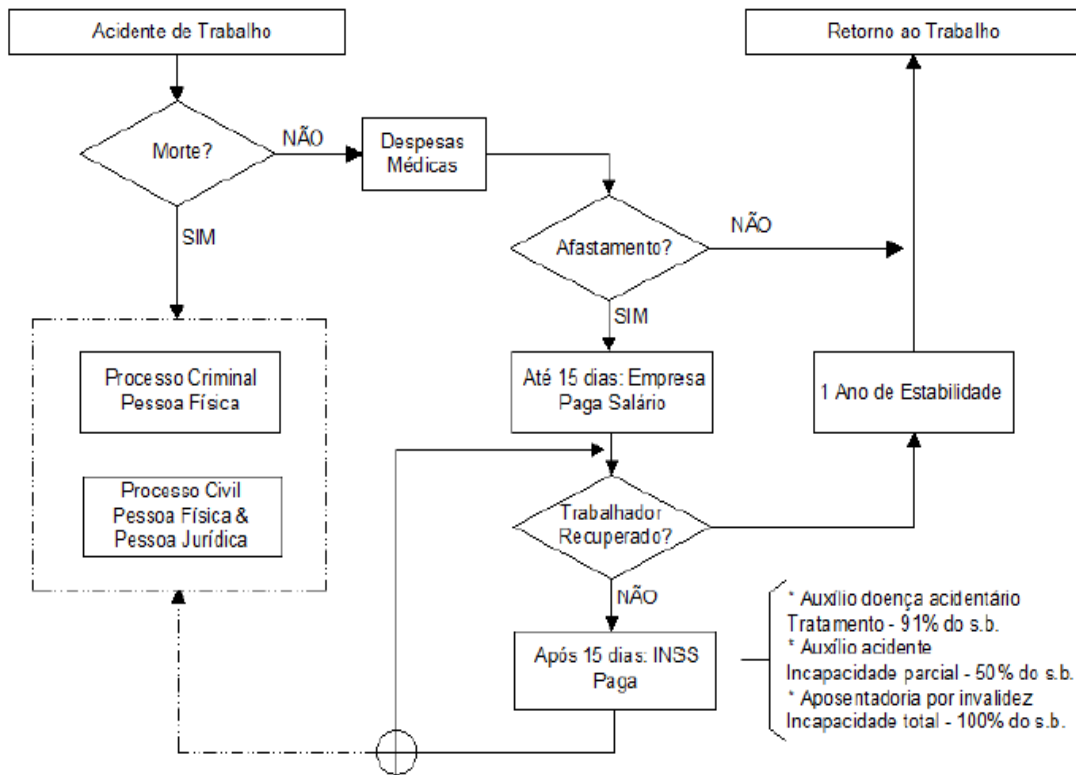 Acidente de Trabalho
Retorno ao Trabalho
Morte?
NÃO
Despesas
Médicas
SIM
Afastamento?
NÃO
SIM
Processo Criminal
Pessoa Física
Até 15 dias: Empresa
Paga Salário
1 Ano de Estabilidade
Processo Civil
Pessoa Física &
Pessoa Jurídica
Trabalhador
Recuperado?
NÃO
Após 15 dias: INSS
Paga
* Auxílio doença acidentário
Tratamento - 91% do s.b.
* Auxílio acidente
Incapacidade parcial - 50% do s.b.
* Aposentadoria por invalidez
Incapacidade total - 100% do s.b.